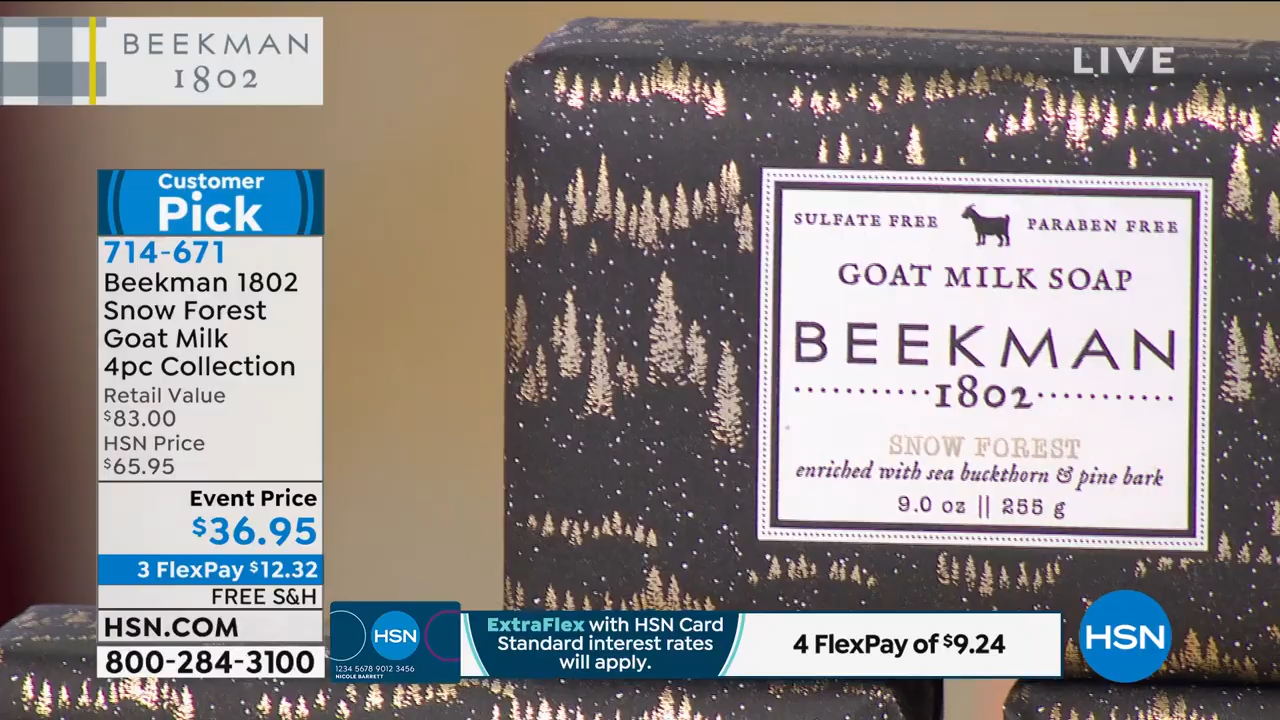 BEEKMAN
1802
LIVE
Customer
Pick
714-671
Beekman 1802
Snow Forest
Goat Milk
4pc Collection
Retail Value
$83.00
HSN Price
$65.95
Event Price
$36.95
3 FlexPay $12.32
FREE S&H
HSN.COM
800-284-3100
SULFATE FREE PARABEN FREE
GOAT MILK SOAP
BEEKMAN
1802
SNOW FOREST
enriched with sea buckthorn & pine bark
9.0 oz || 255 g
HSN
1234 5678 9012 3456
NICOLE BARRETT
ExtraFlex with HSN Card
Standard interest rates
will apply.
4 FlexPay of $9.24
HSN